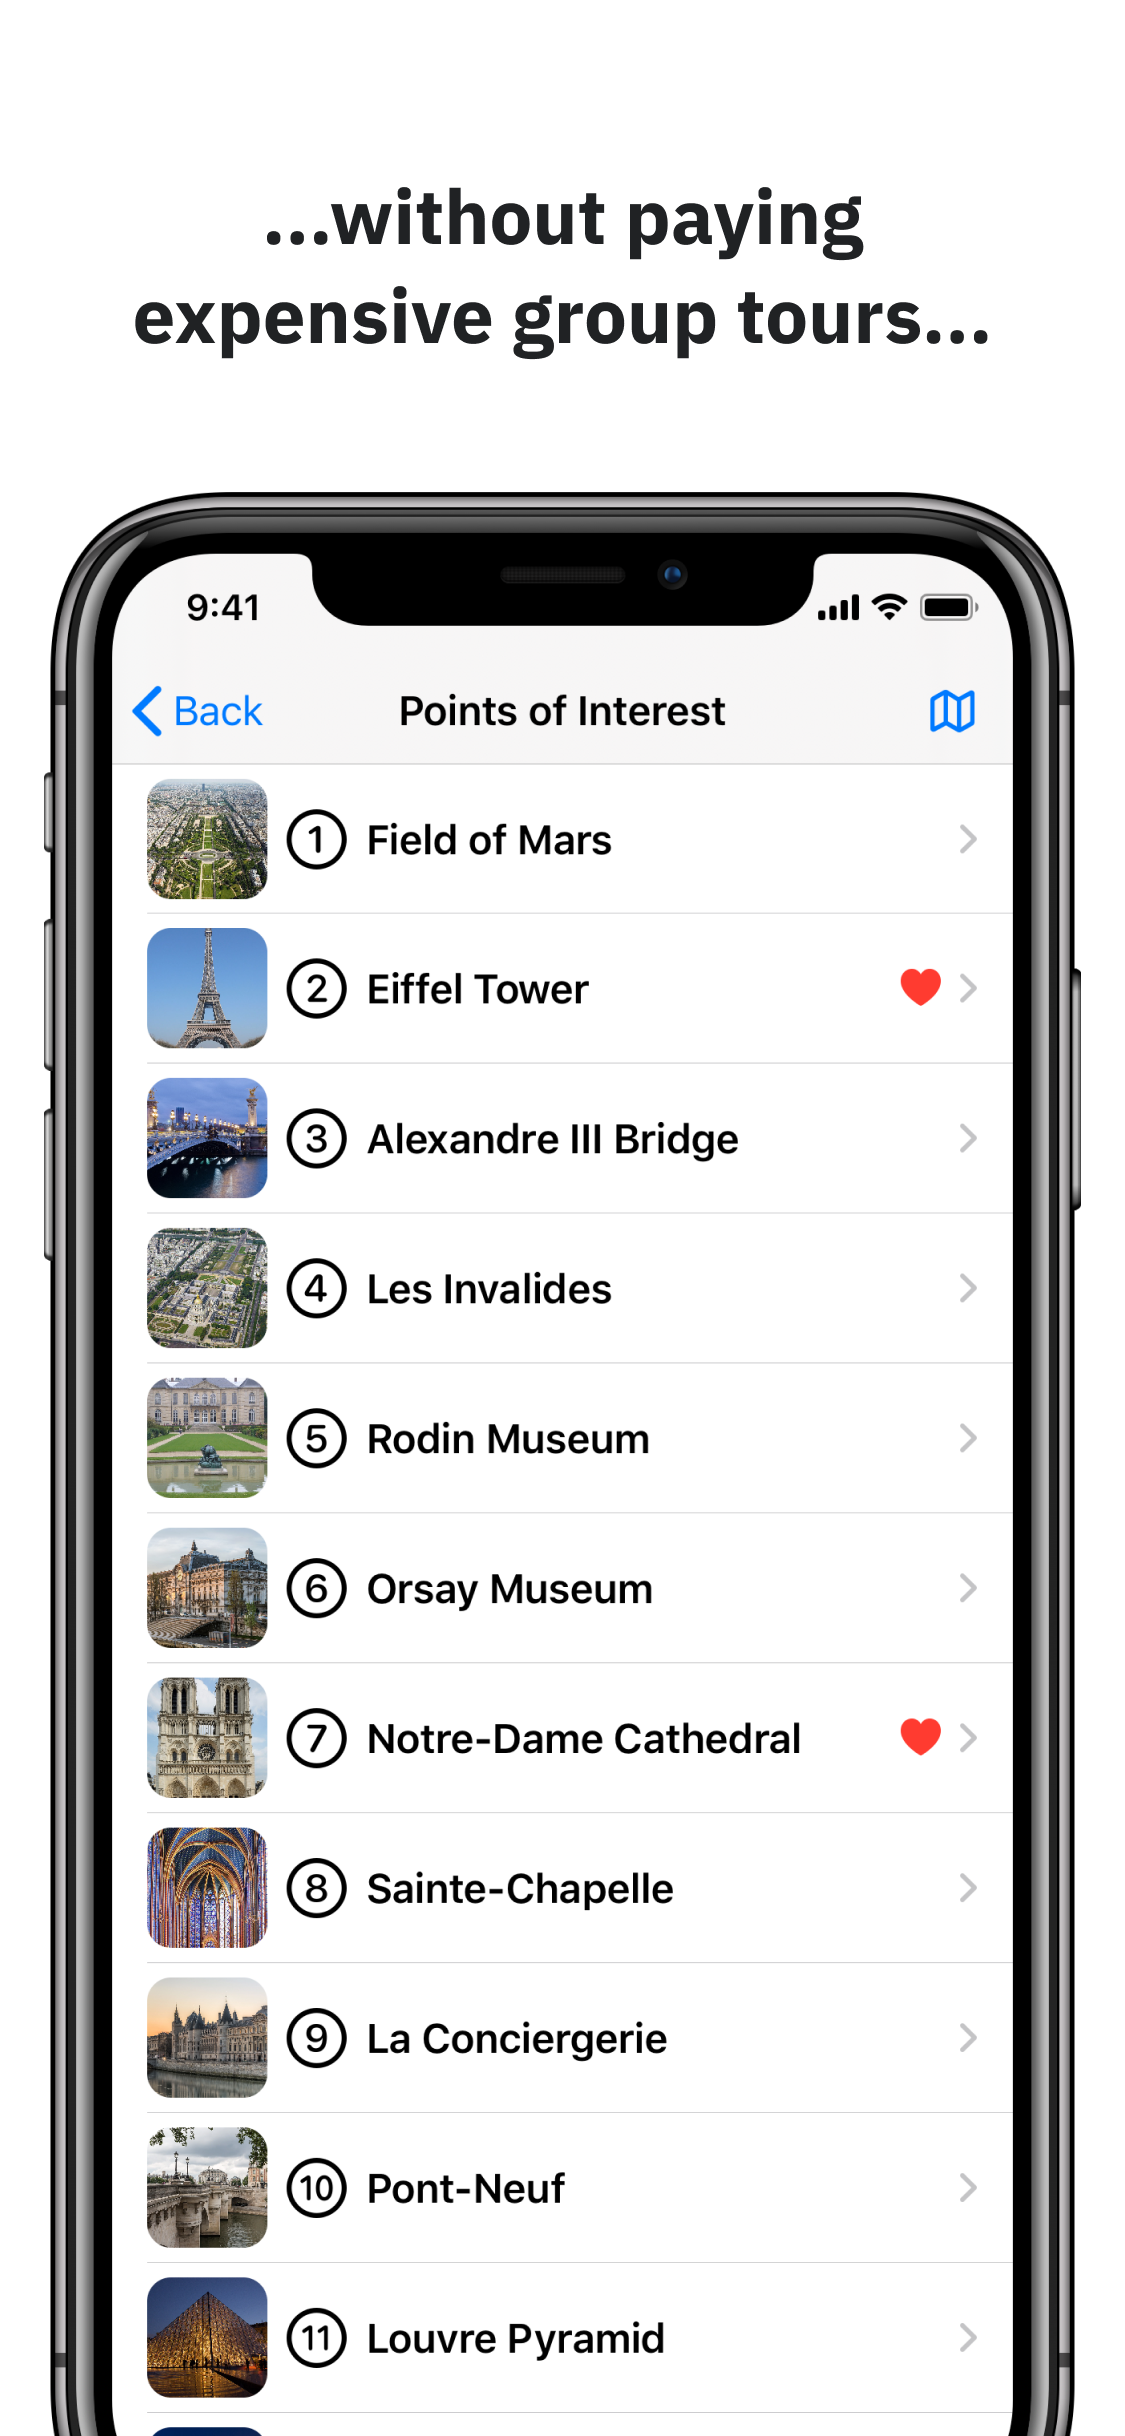 ...without paying
expensive group tours...
9:41
Back
Points of Interest
1 Field of Mars
2 Eiffel Tower
3 Alexandre III Bridge
4 Les Invalides
5 Rodin Museum
6 Orsay Museum
7 Notre-Dame Cathedral
8 Sainte-Chapelle
9 La Conciergerie
10 Pont-Neuf
11 Louvre Pyramid